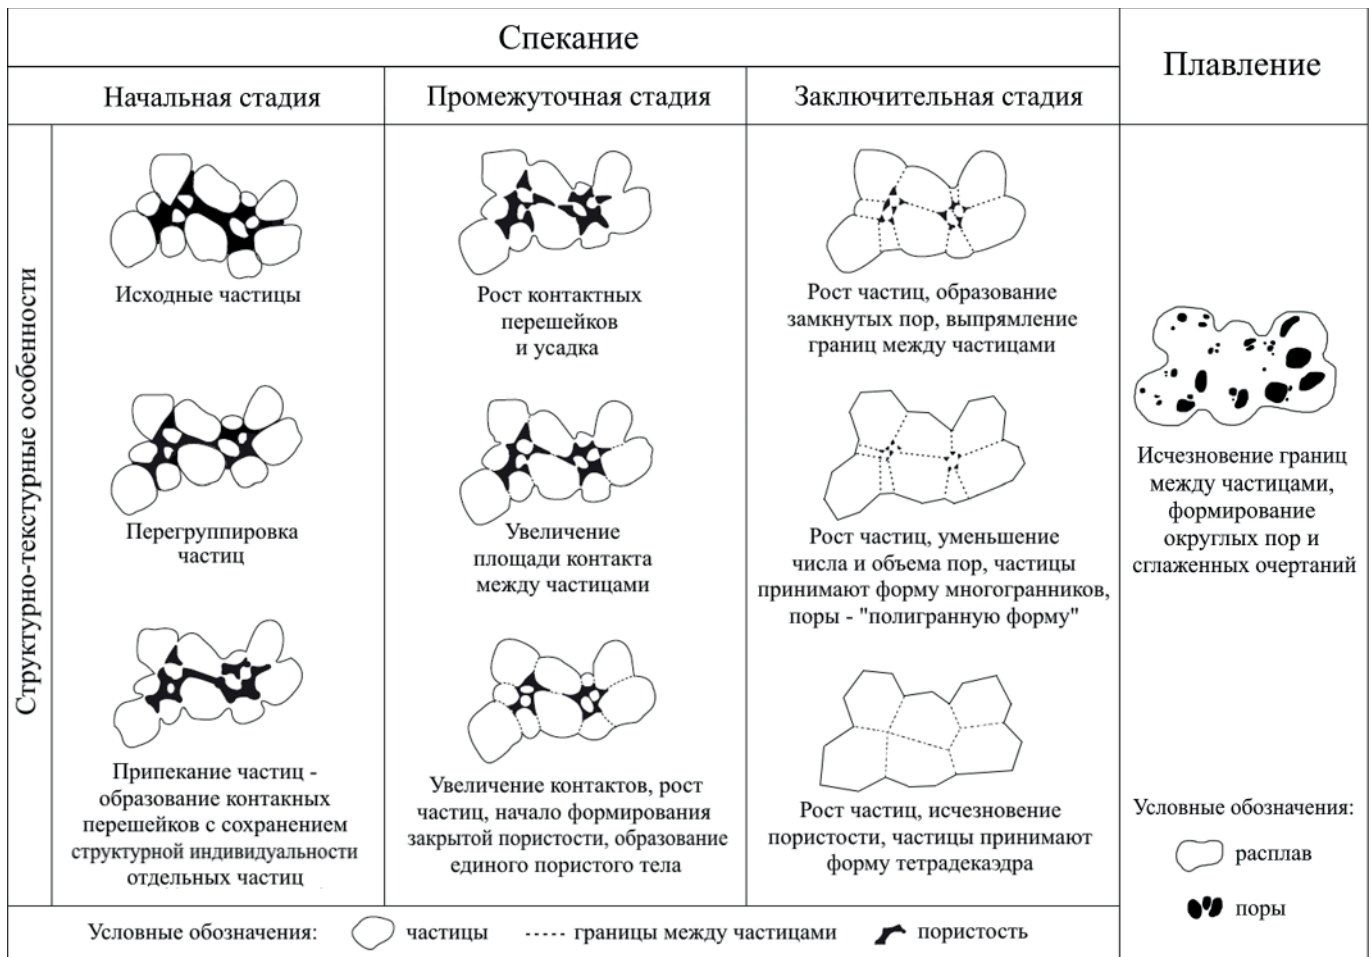 Спекание
Плавление
Начальная стадия
Промежуточная стадия
Заключительная стадия
Структурно-текстурные особенности
Исходные частицы
Перегруппировка
частиц
Припекание частиц -
образование контакных
перешейков с сохранением
структурной индивидуальности
отдельных частиц
Рост контактных
перешейков
и усадка
Увеличение
площади контакта
между частицами
Увеличение контактов, рост
частиц, начало формирования
закрытой пористости, образование
единого пористого тела
Рост частиц, образование
замкнутых пор, выпрямление
границ между частицами
Рост частиц, уменьшение
числа и объема пор, частицы
принимают форму многогранников,
поры - "полигранную форму"
Рост частиц, исчезновение
пористости, частицы принимают
форму тетрадекаэдра
Исчезновение границ
между частицами,
формирование
округлых пор и
сглаженных очертаний
Условные обозначения:
расплав
поры
Условные обозначения: частицы границы между частицами пористость